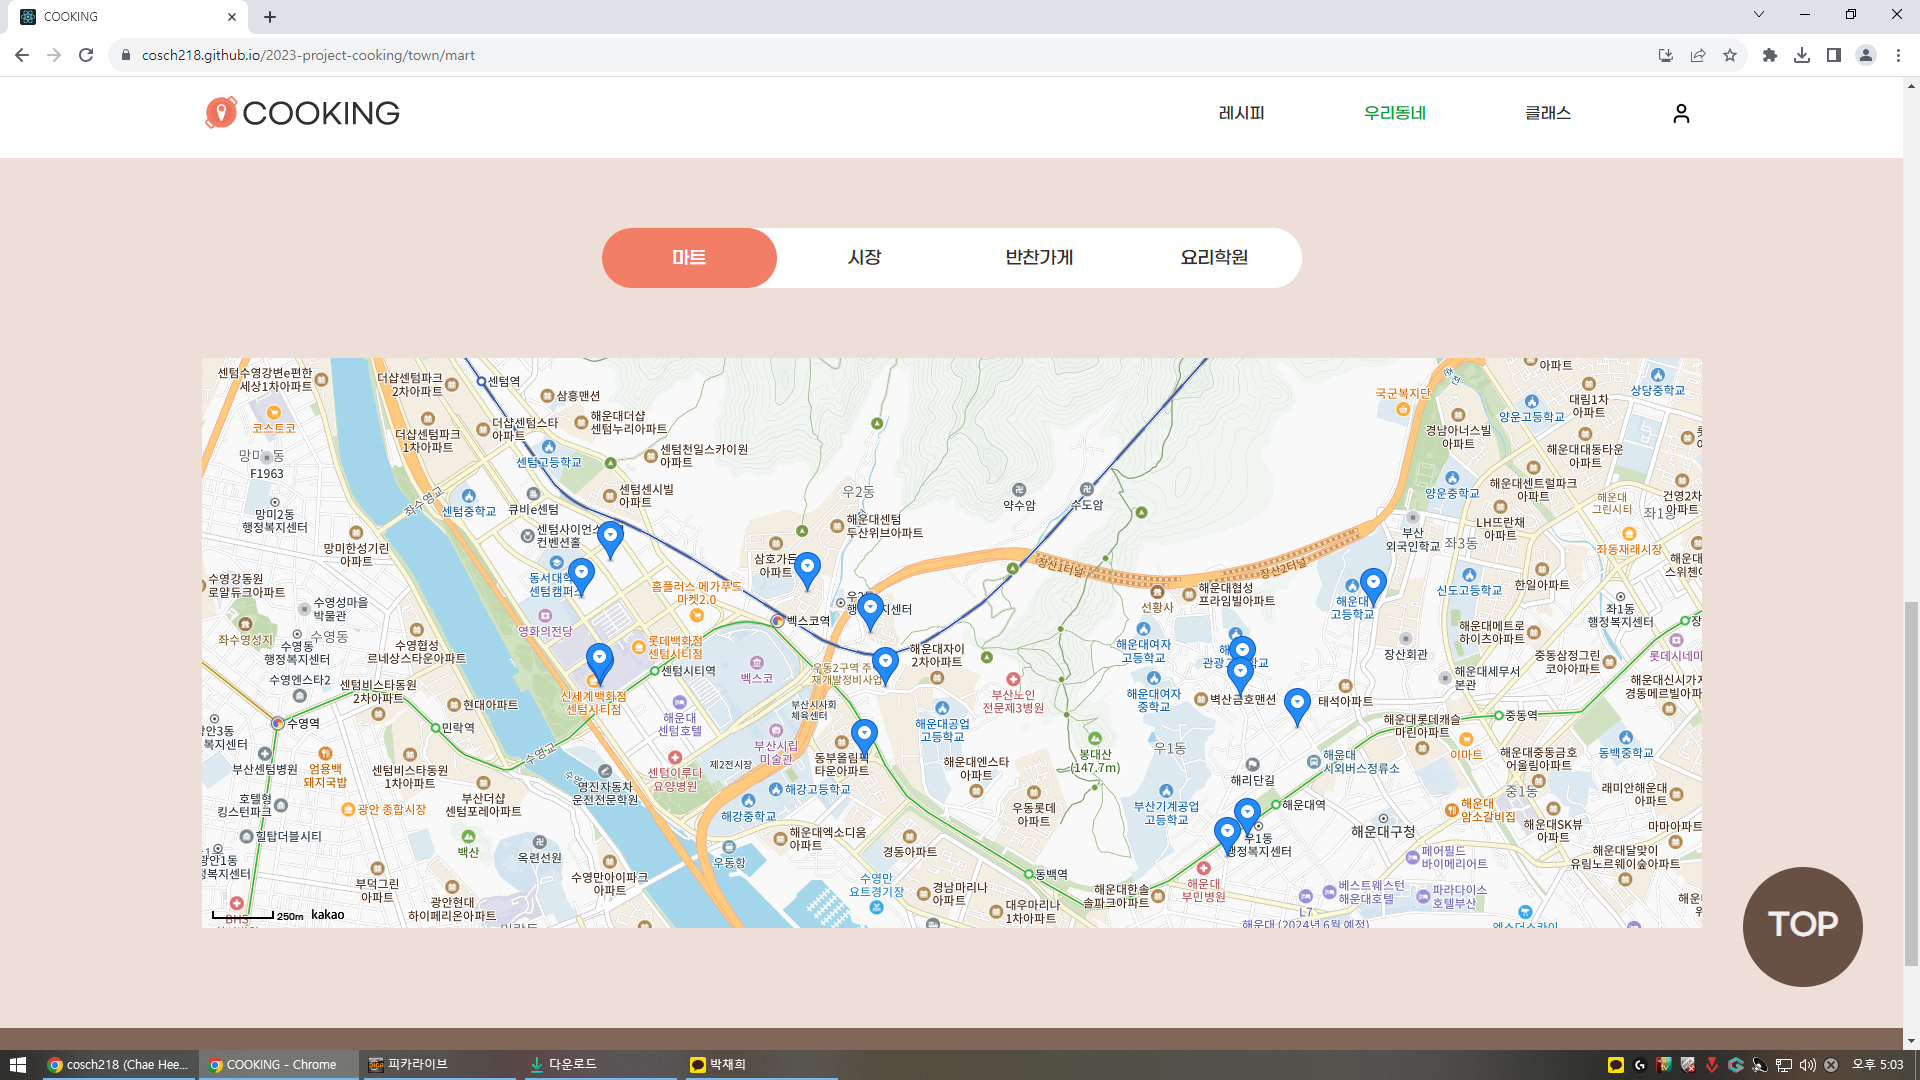 COOKING
cosch218.github.io/2023-project-cooking/town/mart
COOKING
레시피
우리동네
클래스
마트
시장
반찬가게
요리학원
센텀수영강변e편한
세상1차아파트
더샵센텀파크
2차아파트
센텀역
삼흥맨션
국군복지단
아파트
대림1차
아파트
상당중학교
코스트코
더샵센텀파크
1차아파트
더샵센텀스타
아파트
해운대더샵
센텀누리아파트
양운고등학교
경남아너스빌
아파트
해운대대동타운
아파트
F1963
센텀고등학교
센텀천일스카이원
아파트
좌수영교
센텀중학교
큐비e센텀
센텀센시빌
아파트
우2동
약수암
수도암
양운중학교
해운대센트럴파크
아파트
해운대
그린시티
건영2차
아파트
망미2동
행정복지센터
해운대센텀
두산위브아파트
LH뜨란채
아파트
부산
외국인학교
좌3동
망미한성기린
아파트
컨벤션홀
삼호가든
아파트
장산1터널
장산2터널
좌동재래시장
수영강동원
로얄듀크아파트
센텀캠퍼스
홈플러스 메가푸드
마켓2.0
해운대협성
프라임빌아파트
선황사
해운대
고등학교
신도고등학교
한일아파트
수영성마을
박물관
좌수영성지
수영동
영화의전당
벡스코역
좌1동
행정복지센터
수영동
행정복지센터
수영협성
르네상스타운아파트
롯데백화점
센텀시티점
센텀시티역
벡스코
우동2구역 주
재개발정비사업
해운대자이
2차아파트
해운대여자
고등학교
장산회관
해운대메트로
하이츠아파트
중동삼정그린
코아아파트
수영엔스타2
센텀비스타동원
2차아파트
현대아파트
신세계백화점
센텀시티점
해운대
센텀호텔
부산시사회
체육센터
부산노인
전문제3병원
해운대여자
중학교
벽산금호맨션
태석아파트
해운대세무서
본관
경동메르빌아파트
수영역
민락역
수영교
부산시립
미술관
해운대공업
고등학교
해운대롯데캐슬
마린아파트
중동역
동백중학교
부산센텀병원
엄용백
돼지국밥
센텀비스타동원
1차아파트
명진자동차
운전전문학원
센텀이루다
요양병원
제2전시장
동부올림픽
타운아파트
해운대엔스타
아파트
봉대산
(147.7m)
우1동
해리단길
해운대
시외버스정류소
이마트
해운대중동금호
어울림아파트
호텔형
킹스턴파크
광안 종합시장
부산더샵
센텀포레아파트
해강고등학교
해강중학교
우동롯데
아파트
부산기계공업
고등학교
해운대역
해운대구청
해운대
암소갈비집
중1동
래미안해운대
아파트
힐탑더블시티
백산
옥련선원
우동항
해운대엑소디움
아파트
경동아파트
우1동
행정복지센터
해운대SK뷰
아파트
마마아파트
부덕그린
아파트
수영만아이파크
아파트
수영만
요트경기장
동백역
해운대
부민병원
페어필드
바이메리어트
해운대달맞이
유림노르웨이숲아파트
광안현대
하이페리온아파트
경남마리나
아파트
대우마리나
1차아파트
해운대한솔
솔파크아파트
L7
해운대 (2024년 6월 예정)
베스트웨스턴
해운대호텔
파라다이스
호텔부산
250m
kakao
TOP
cosch218 (Chae Hee...
COOKING - Chrome
피카라이브
다운로드
박채희
오후 5:03